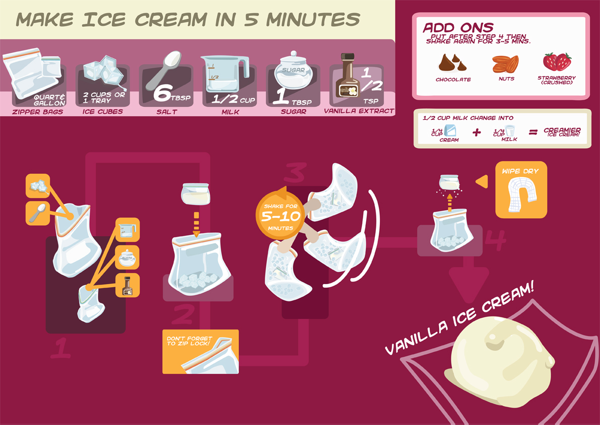 MAKE ICE CREAM IN 5 MINUTES
QUART&
GALLON
ZIPPER BAGS
2 CUPS OR
1 TRAY
ICE CUBES
6 TBSP
SALT
1/2 CUP
MILK
SUGAR
1 TBSP
SUGAR
1/2
TSP
VANILLA EXTRACT
ADD ONS
PUT AFTER STEP 4 THEN
SHAKE AGAIN FOR 3-5 MINS.
CHOCOLATE
NUTS
STRAWBERRY
(CRUSHED)
1/2 CUP MILK CHANGE INTO
1/4 CUP CREAM + 1/4 CUP MILK = CREAMIER
ICE CREAM!
1
2
DON'T FORGET
TO ZIP LOCK!
3
SHAKE FOR
5-10
MINUTES
4
WIPE DRY
VANILLA ICE CREAM!